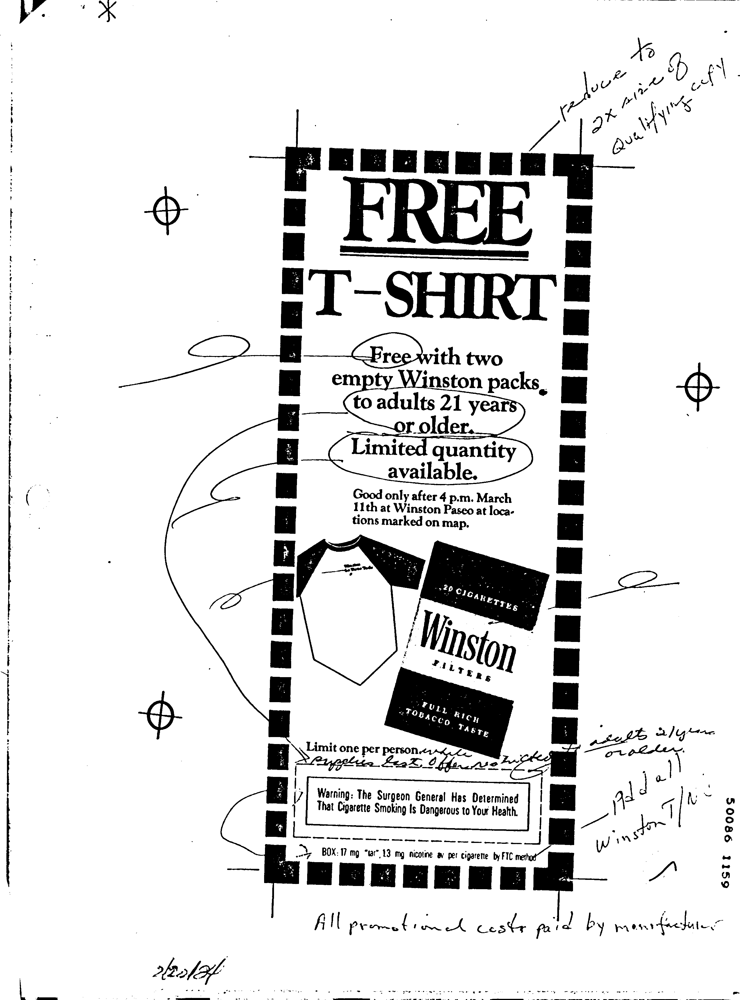 reduce to
2x size of
Qualifying copy
FREE
T-SHIRT
Free with two
empty Winston packs.
to adults 21 years
or older.
Limited quantity
available.
Good only after 4 p.m. March
11th at Winston Paseo at loca-
tions marked on map.
20 CIGARETTES
Winston
FILTERS
FULL RICH
TOBACCO TASTE
Limit one per person while
supplies last. Offer restricted to adults 21 years
or older.
Warning: The Surgeon General Has Determined
That Cigarette Smoking Is Dangerous to Your Health.
Add all
Winston T/N
BOX: 17 mg. "tar", 1.3 mg. nicotine av. per cigarette by FTC method.
50086 1159
All promotional costs paid by manufacturer
2/22/84